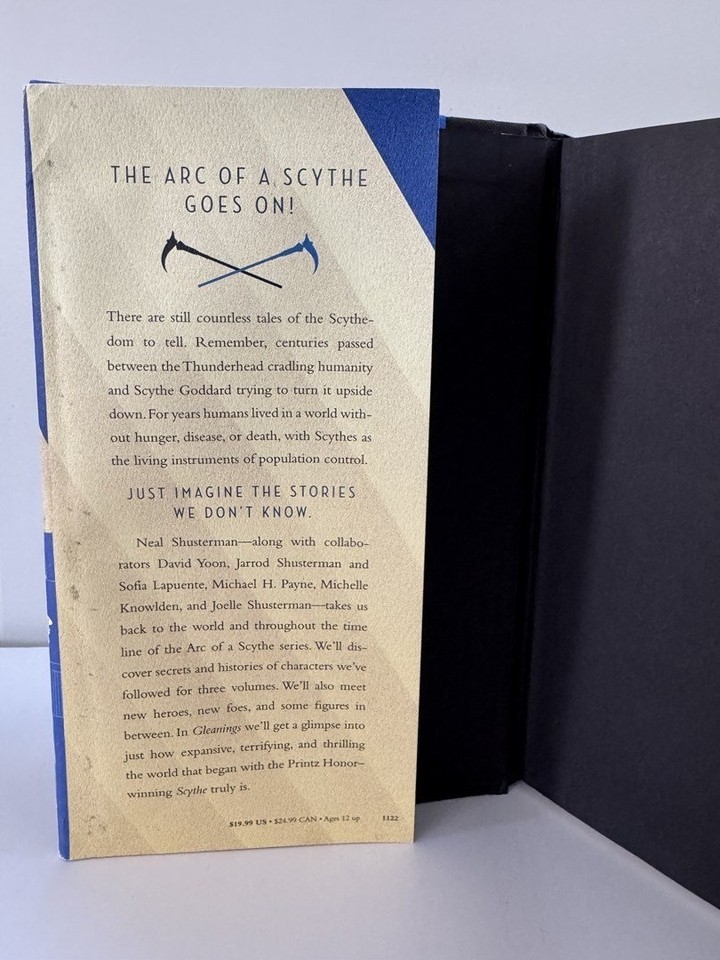 THE ARC OF A SCYTHE
GOES ON!
There are still countless tales of the Scythe-
dom to tell. Remember, centuries passed
between the Thunderhead cradling humanity
and Scythe Goddard trying to turn it upside
down. For years humans lived in a world with-
out hunger, disease, or death, with Scythes as
the living instruments of population control.
JUST IMAGINE THE STORIES
WE DON'T KNOW.
Neal Shusterman—along with collabo-
rators David Yoon, Jarrod Shusterman and
Sofía Lapuente, Michael H. Payne, Michelle
Knowlden, and Joelle Shusterman—takes us
back to the world and throughout the time
line of the Arc of a Scythe series. We'll dis-
cover secrets and histories of characters we've
followed for three volumes. We'll also meet
new heroes, new foes, and some figures in
between. In Gleanings we'll get a glimpse into
just how expansive, terrifying, and thrilling
the world that began with the Printz Honor–
winning Scythe truly is.
$19.99 US • $24.99 CAN • Ages 12 up 1122